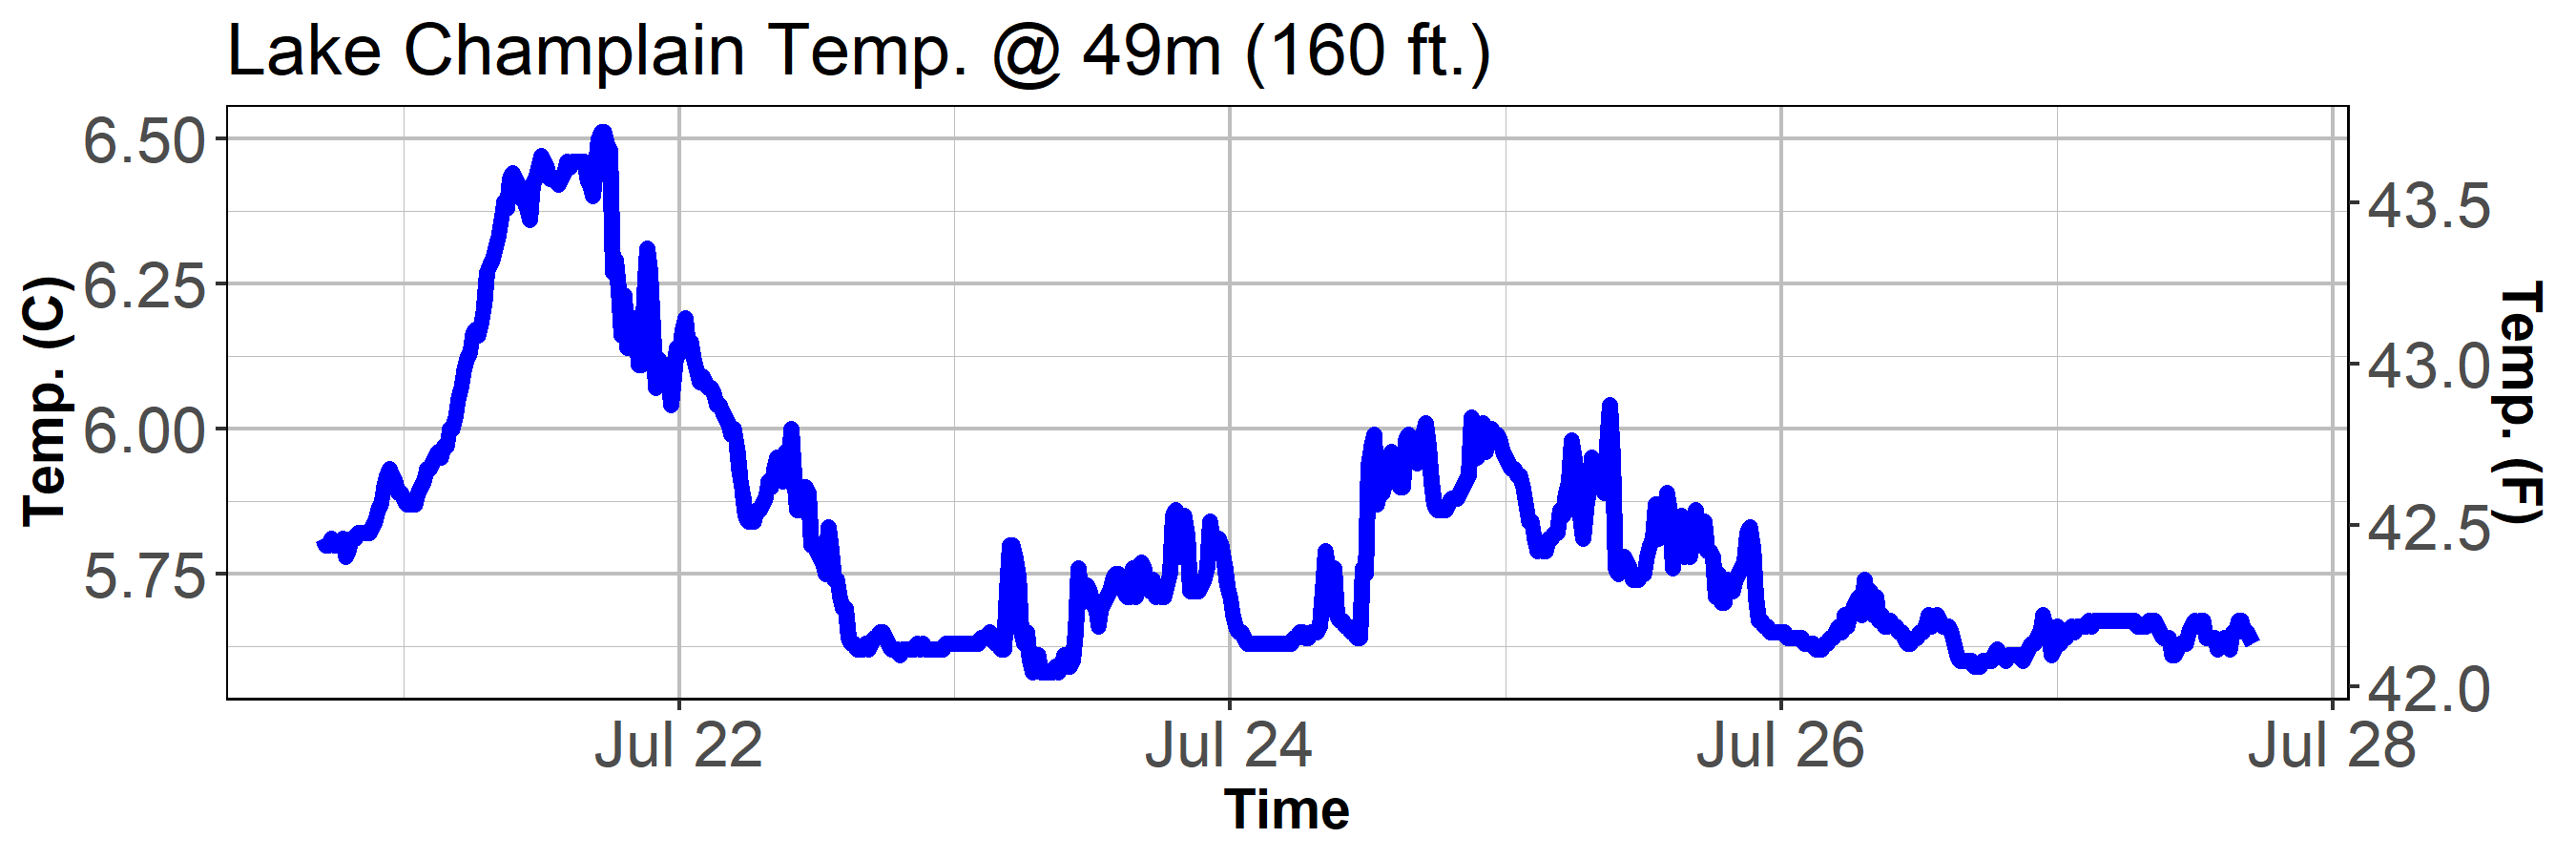 Lake Champlain Temp. @ 49m (160 ft.)
Temp. (C)
6.50
6.25
6.00
5.75
43.5
43.0
42.5
42.0
Temp. (F)
Jul 22 Jul 24 Jul 26 Jul 28
Time